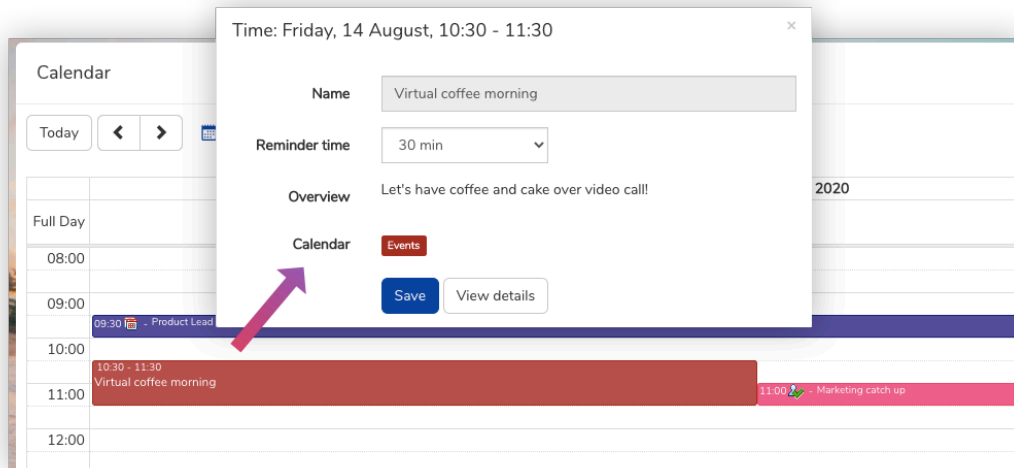 Time: Friday, 14 August, 10:30 - 11:30
×
Calendar
Name
Virtual coffee morning
Today
Reminder time
30 min
Overview
Let's have coffee and cake over video call!
2020
Full Day
Calendar
Events
08:00
Save
View details
09:00
09:30 - Product Lead
10:00
10:30 - 11:30
Virtual coffee morning
11:00
11:00 - Marketing catch up
12:00